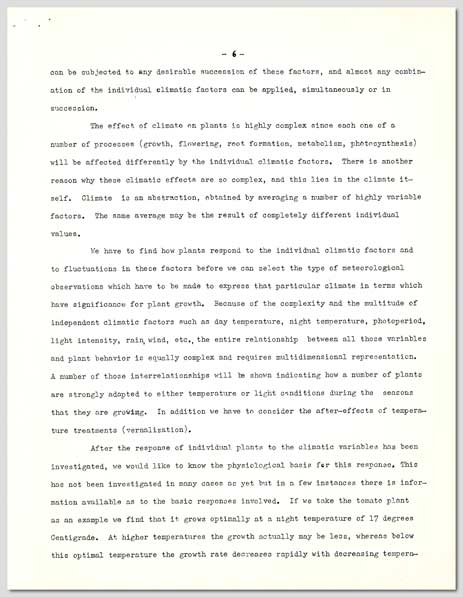 - 6 -
can be subjected to any desirable succession of these factors, and almost any combin-
ation of the individual climatic factors can be applied, simultaneously or in
succession.
The effect of climate on plants is highly complex since each one of a
number of processes (growth, flowering, root formation, metabolism, photosynthesis)
will be affected differently by the individual climatic factors. There is another
reason why these climatic effects are so complex, and this lies in the climate it-
self. Climate is an abstraction, obtained by averaging a number of highly variable
factors. The same average may be the result of completely different individual
values.
We have to find how plants respond to the individual climatic factors and
to fluctuations in these factors before we can select the type of meteorological
observations which have to be made to express that particular climate in terms which
have significance for plant growth. Because of the complexity and the multitude of
independent climatic factors such as day temperature, night temperature, photoperiod,
light intensity, rain, wind, etc., the entire relationship between all those variables
and plant behavior is equally complex and requires multidimensional representation.
A number of those interrelationships will be shown indicating how a number of plants
are strongly adapted to either temperature or light conditions during the seasons
that they are growing. In addition we have to consider the after-effects of tempera-
ture treatments (vernalization).
After the response of individual plants to the climatic variables has been
investigated, we would like to know the physiological basis for this response. This
has not been investigated in many cases as yet but in a few instances there is infor-
mation available as to the basic responses involved. If we take the tomato plant
as an example we find that it grows optimally at a night temperature of 17 degrees
Centigrade. At higher temperatures the growth actually may be less, whereas below
this optimal temperature the growth rate decreases rapidly with decreasing tempera-